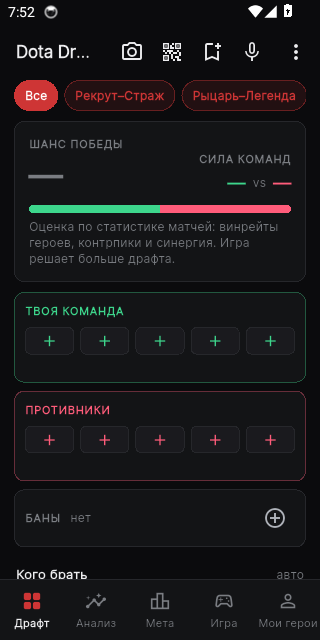 7:52
Dota Dr...
Все
Рекрут–Страж
Рыцарь–Легенда
ШАНС ПОБЕДЫ
СИЛА КОМАНД
VS
Оценка по статистике матчей: винрейты
героев, контрпики и синергия. Игра
решает больше драфта.
ТВОЯ КОМАНДА
ПРОТИВНИКИ
БАНЫ нет
Кого брать
авто
Драфт
Анализ
Мета
Игра
Мои герои